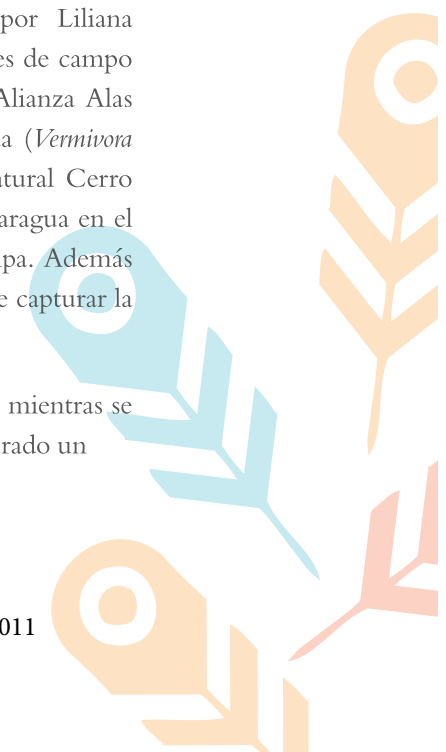 por Liliana
es de campo
Alianza Alas
a (Vermivora
atural Cerro
aragua en el
pa. Además
e capturar la
mientras se
rado un
011